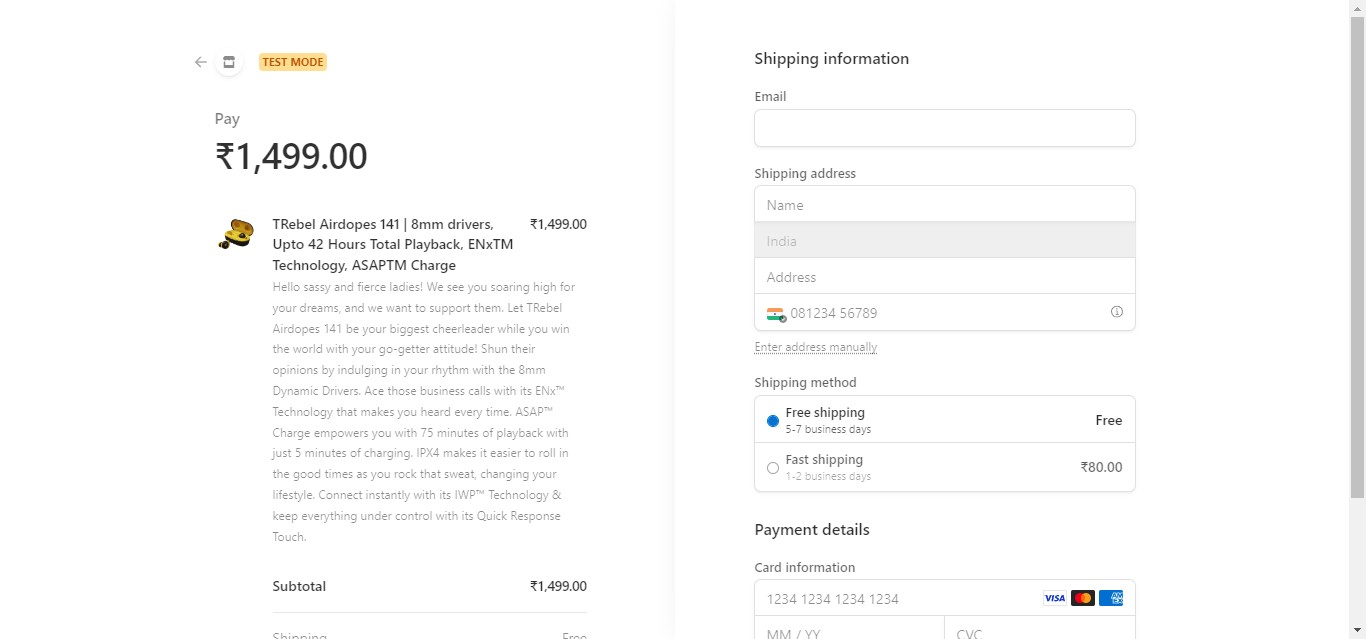 TEST MODE
Pay
₹1,499.00
TRebel Airdopes 141 | 8mm drivers,
Upto 42 Hours Total Playback, ENxTM
Technology, ASAPTM Charge
₹1,499.00
Hello sassy and fierce ladies! We see you soaring high for
your dreams, and we want to support them. Let TRebel
Airdopes 141 be your biggest cheerleader while you win
the world with your go-getter attitude! Shun their
opinions by indulging in your rhythm with the 8mm
Dynamic Drivers. Ace those business calls with its ENx™
Technology that makes you heard every time. ASAP™
Charge empowers you with 75 minutes of playback with
just 5 minutes of charging. IPX4 makes it easier to roll in
the good times as you rock that sweat, changing your
lifestyle. Connect instantly with its IWP™ Technology &
keep everything under control with its Quick Response
Touch.
Subtotal ₹1,499.00
Shipping Free
Shipping information
Email
Shipping address
Name
India
Address
081234 56789
Enter address manually
Shipping method
Free shipping Free
5-7 business days
Fast shipping ₹80.00
1-2 business days
Payment details
Card information
1234 1234 1234 1234 VISA AMEX
MM / YY CVC